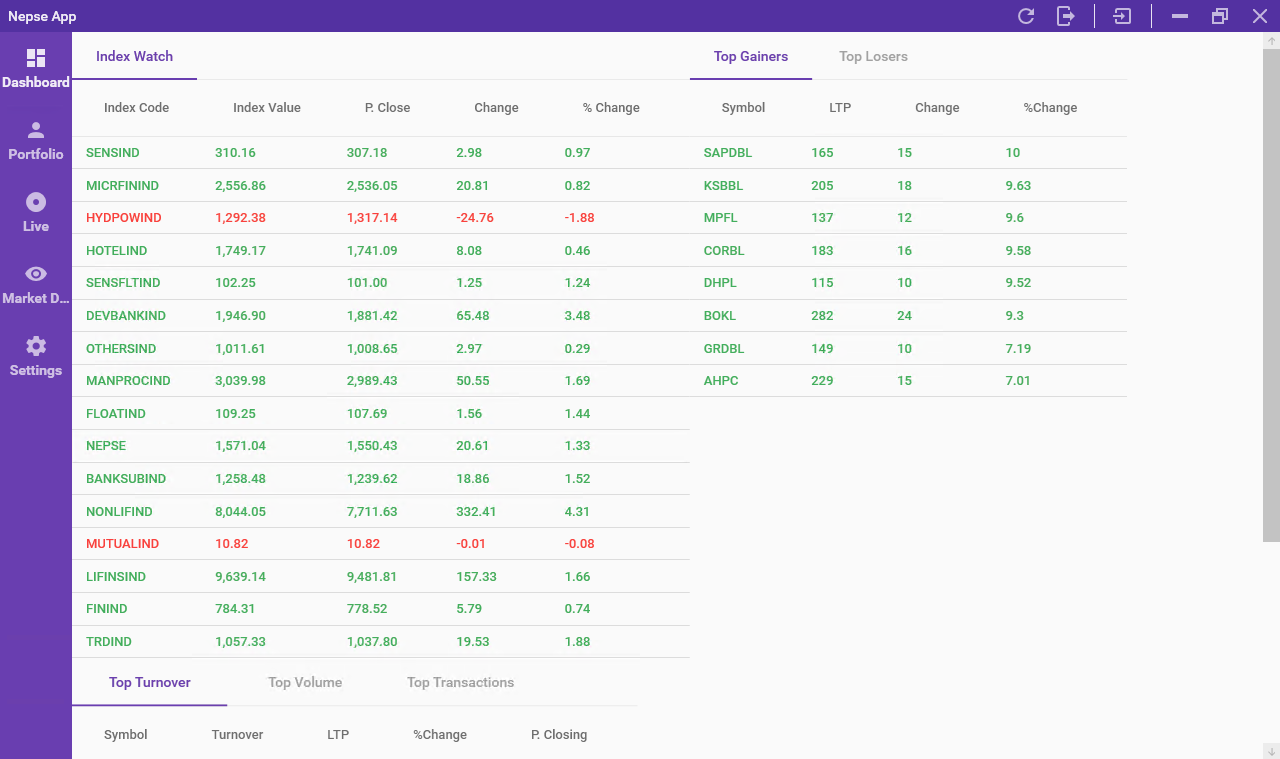 Nepse App
Dashboard
Portfolio
Live
Market D...
Settings
Index Watch
Index Code Index Value P. Close Change % Change
SENSIND 310.16 307.18 2.98 0.97
MICRFININD 2,556.86 2,536.05 20.81 0.82
HYDPOWIND 1,292.38 1,317.14 -24.76 -1.88
HOTELIND 1,749.17 1,741.09 8.08 0.46
SENSFLTIND 102.25 101.00 1.25 1.24
DEVBANKIND 1,946.90 1,881.42 65.48 3.48
OTHERSIND 1,011.61 1,008.65 2.97 0.29
MANPROCIND 3,039.98 2,989.43 50.55 1.69
FLOATIND 109.25 107.69 1.56 1.44
NEPSE 1,571.04 1,550.43 20.61 1.33
BANKSUBIND 1,258.48 1,239.62 18.86 1.52
NONLIFIND 8,044.05 7,711.63 332.41 4.31
MUTUALIND 10.82 10.82 -0.01 -0.08
LIFINSIND 9,639.14 9,481.81 157.33 1.66
FININD 784.31 778.52 5.79 0.74
TRDIND 1,057.33 1,037.80 19.53 1.88
Top Gainers Top Losers
Symbol LTP Change %Change
SAPDBL 165 15 10
KSBBL 205 18 9.63
MPFL 137 12 9.6
CORBL 183 16 9.58
DHPL 115 10 9.52
BOKL 282 24 9.3
GRDBL 149 10 7.19
AHPC 229 15 7.01
Top Turnover Top Volume Top Transactions
Symbol Turnover LTP %Change P. Closing